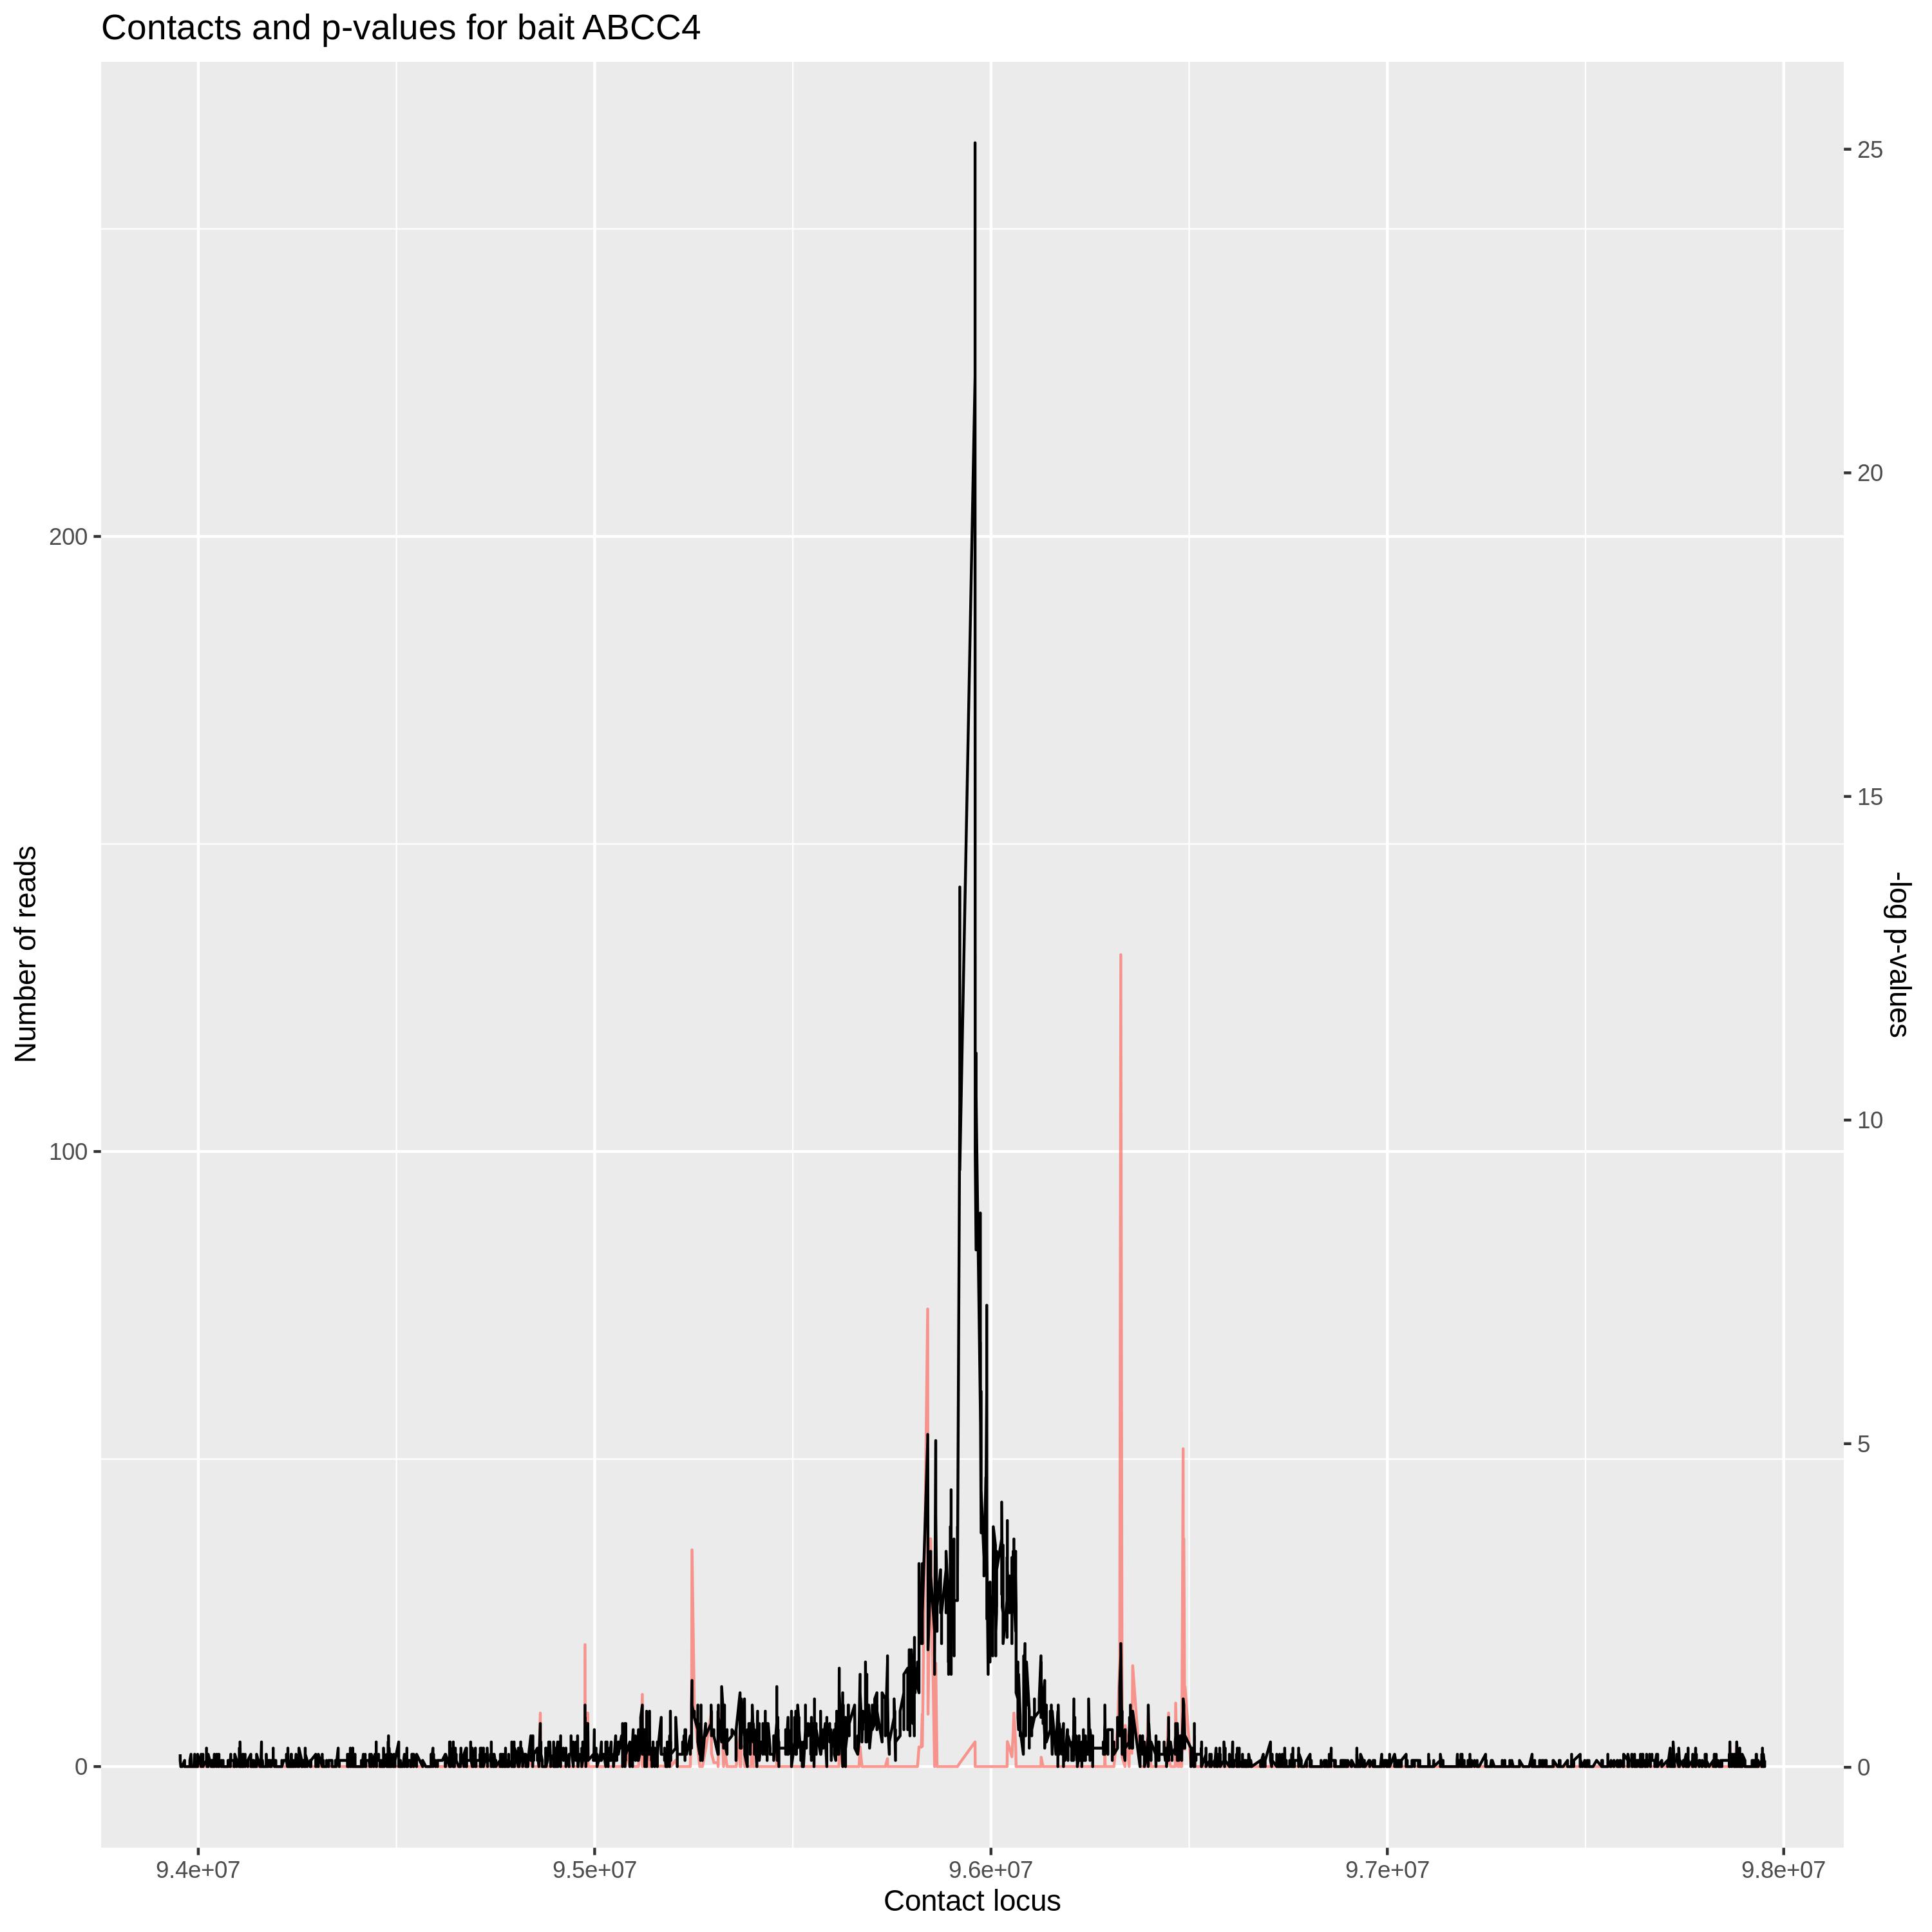 Contacts and p-values for bait ABCC4
Number of reads
200
100
0
25
20
15
10
5
0
-log p-values
9.4e+07 9.5e+07 9.6e+07 9.7e+07 9.8e+07
Contact locus